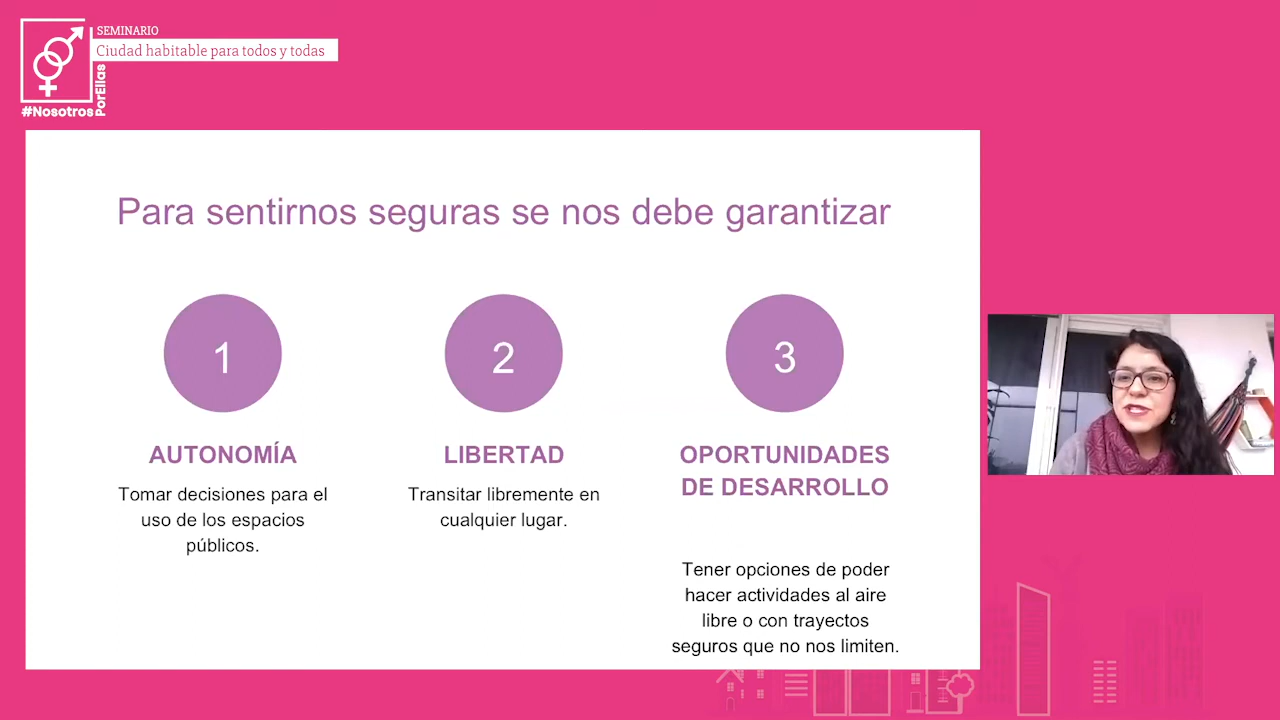 SEMINARIO
Ciudad habitable para todos y todas
#Nosotros
PorEllas
Para sentirnos seguras se nos debe garantizar
1
AUTONOMÍA
Tomar decisiones para el
uso de los espacios
públicos.
2
LIBERTAD
Transitar libremente en
cualquier lugar.
3
OPORTUNIDADES
DE DESARROLLO
Tener opciones de poder
hacer actividades al aire
libre o con trayectos
seguros que no nos limiten.